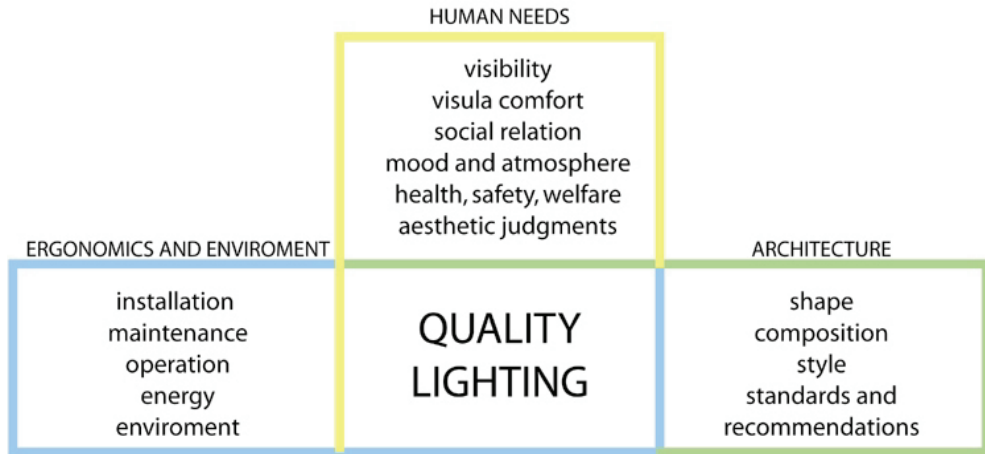 HUMAN NEEDS
visibility
visula comfort
social relation
mood and atmosphere
health, safety, welfare
aesthetic judgments
ERGONOMICS AND ENVIROMENT
installation
maintenance
operation
energy
enviroment
QUALITY
LIGHTING
ARCHITECTURE
shape
composition
style
standards and
recommendations